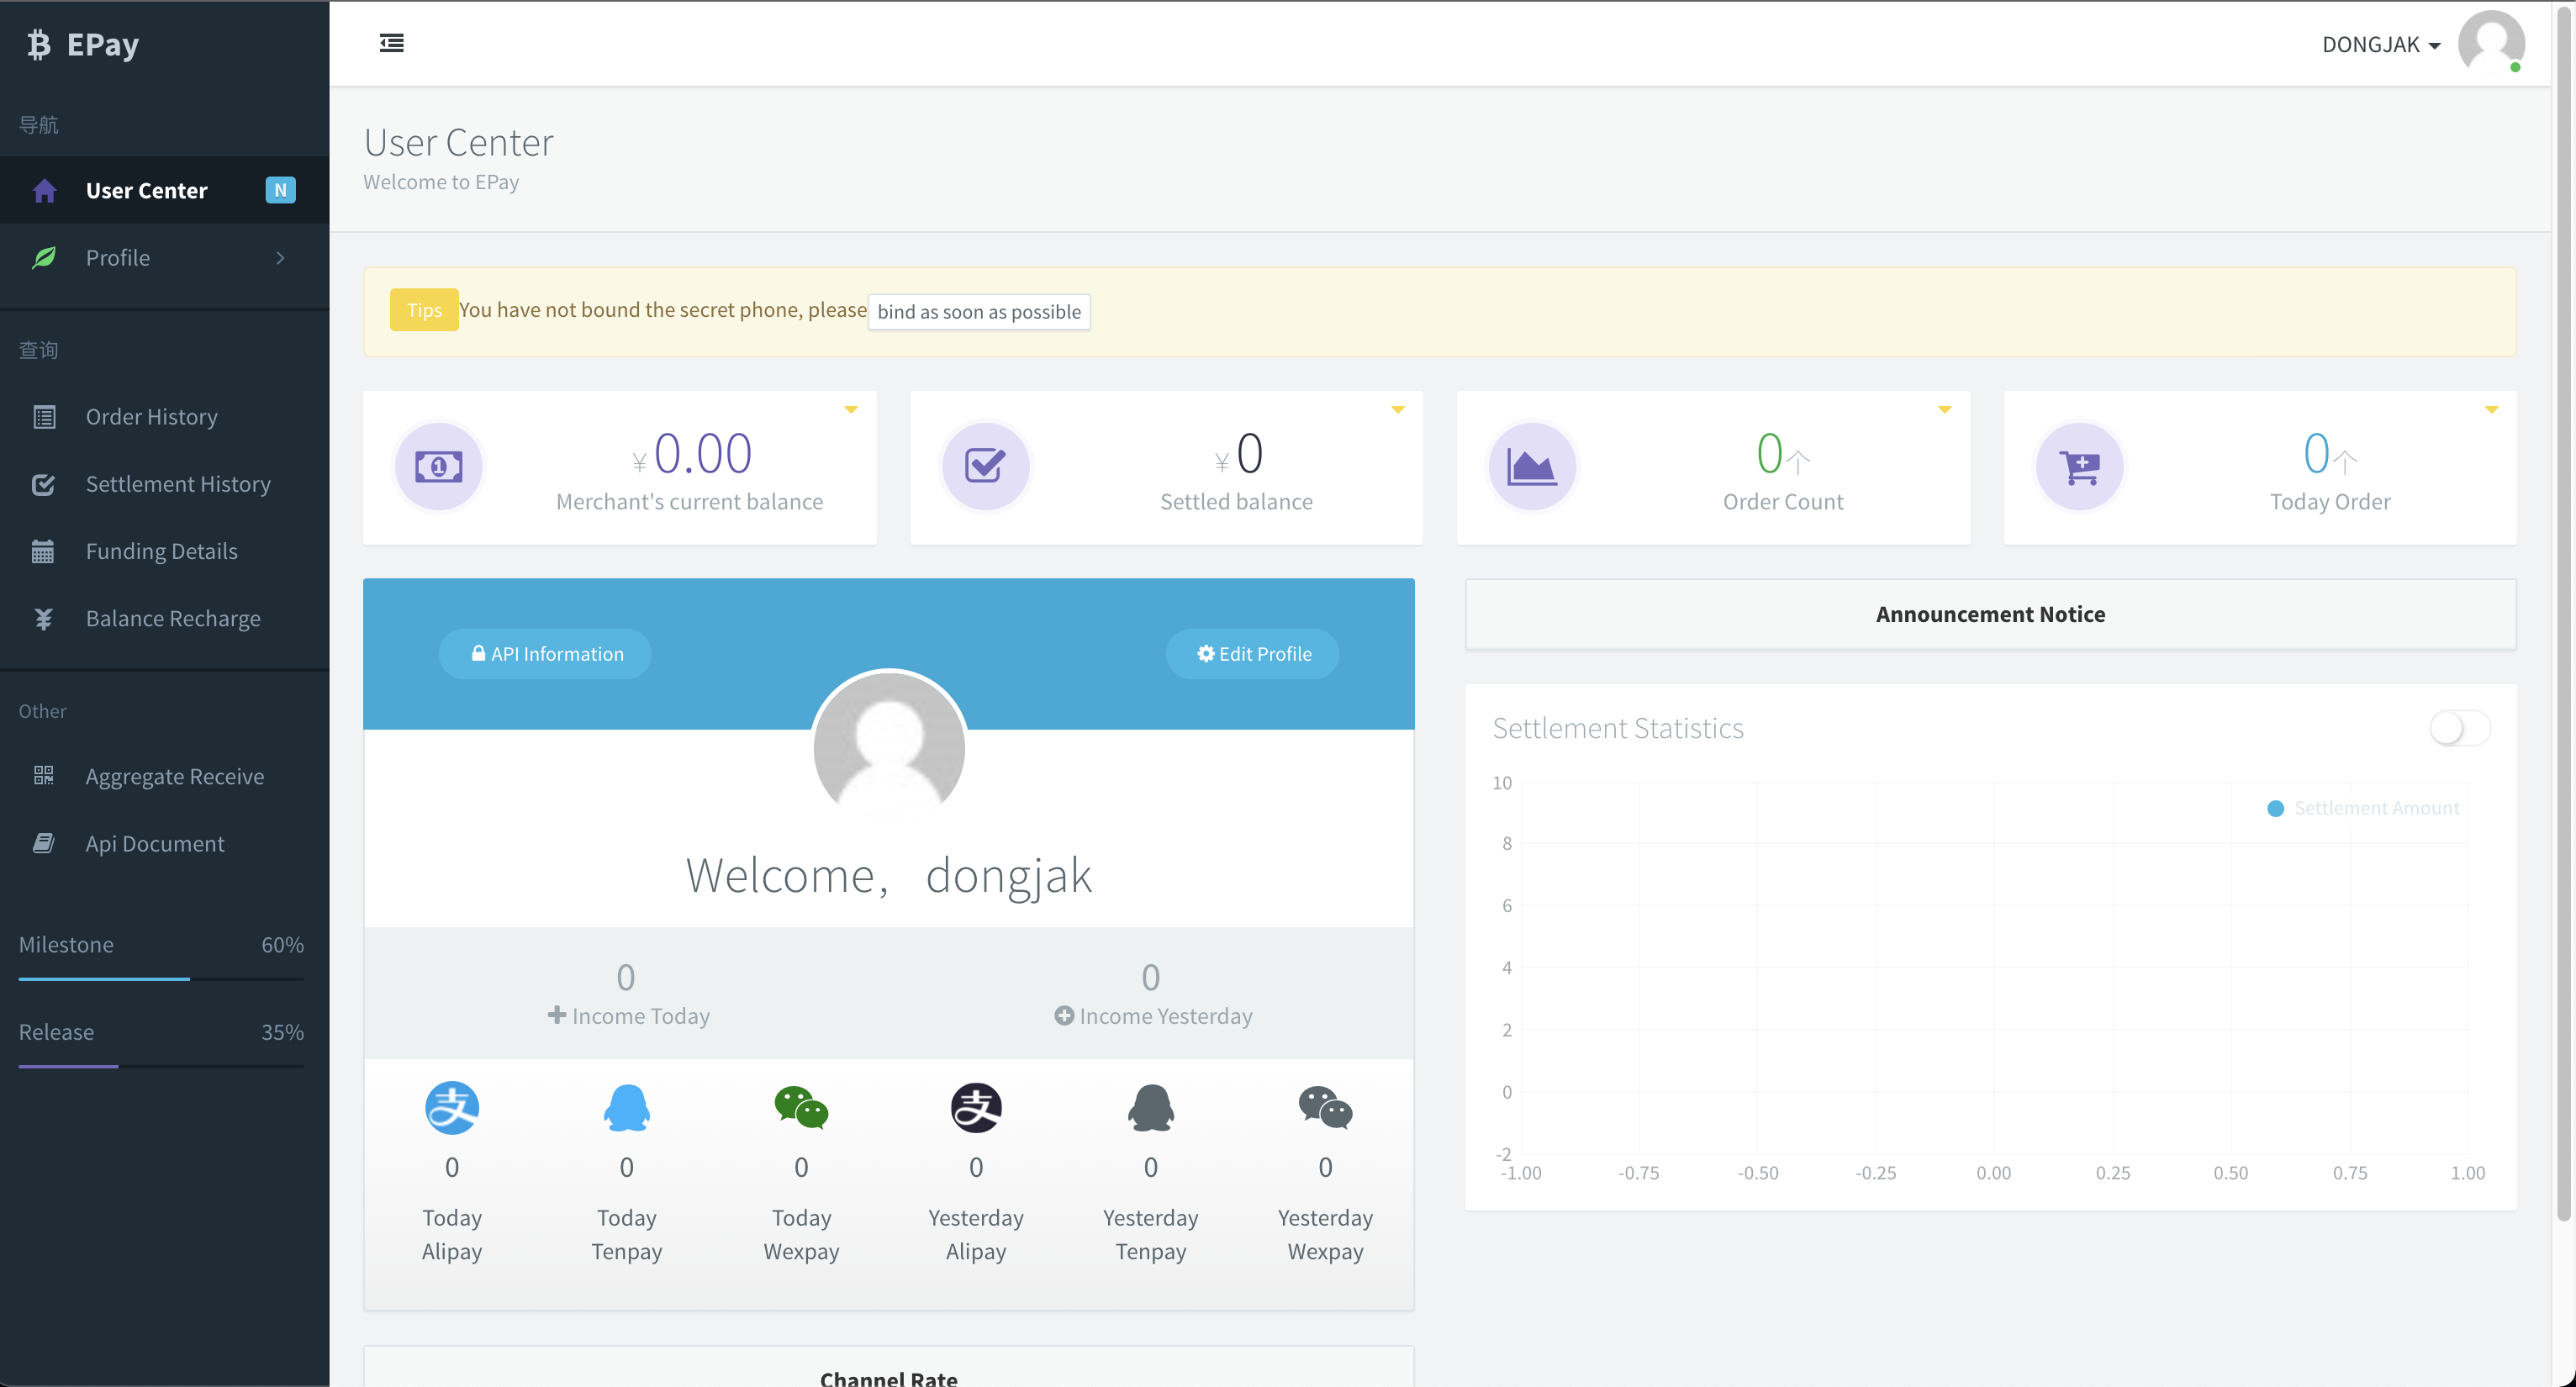 EPay
DONGJAK
导航
User Center
N
Profile
查询
Order History
Settlement History
Funding Details
Balance Recharge
Other
Aggregate Receive
Api Document
Milestone 60%
Release 35%
User Center
Welcome to EPay
Tips You have not bound the secret phone, please bind as soon as possible
¥ 0.00
Merchant's current balance
¥ 0
Settled balance
0个
Order Count
0个
Today Order
API Information
Edit Profile
Welcome， dongjak
0
Income Today
0
Income Yesterday
支
0
Today
Alipay
0
Today
Tenpay
0
Today
Wexpay
支
0
Yesterday
Alipay
0
Yesterday
Tenpay
0
Yesterday
Wexpay
Channel Rate
Announcement Notice
Settlement Statistics
Settlement Amount
10
8
6
4
2
0
-2
-1.00 -0.75 -0.50 -0.25 0.00 0.25 0.50 0.75 1.00